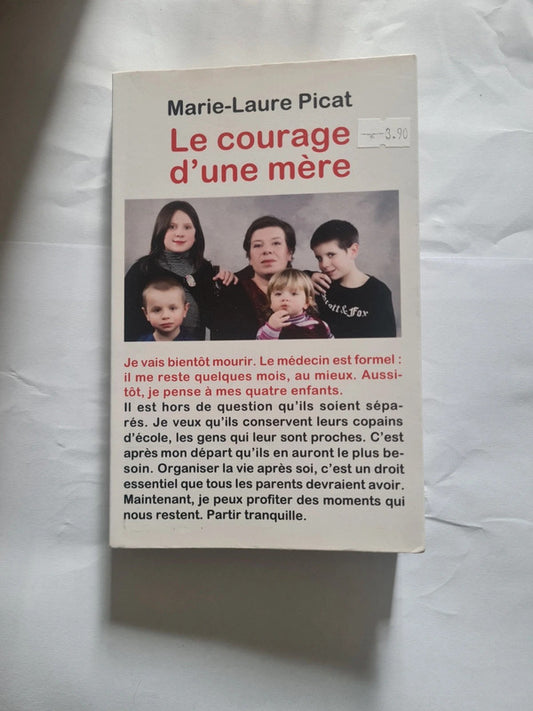 Marie-Laure Picat
Le courage
3.90
d'une mère
Je vais bientôt mourir. Le médecin est formel :
il me reste quelques mois, au mieux. Aussi-
tôt, je pense à mes quatre enfants.
Il est hors de question qu'ils soient sépa-
rés. Je veux qu'ils conservent leurs copains
d'école, les gens qui leur sont proches. C'est
après mon départ qu'ils en auront le plus be-
soin. Organiser la vie après soi, c'est un droit
essentiel que tous les parents devraient avoir.
Maintenant, je peux profiter des moments qui
nous restent. Partir tranquille.